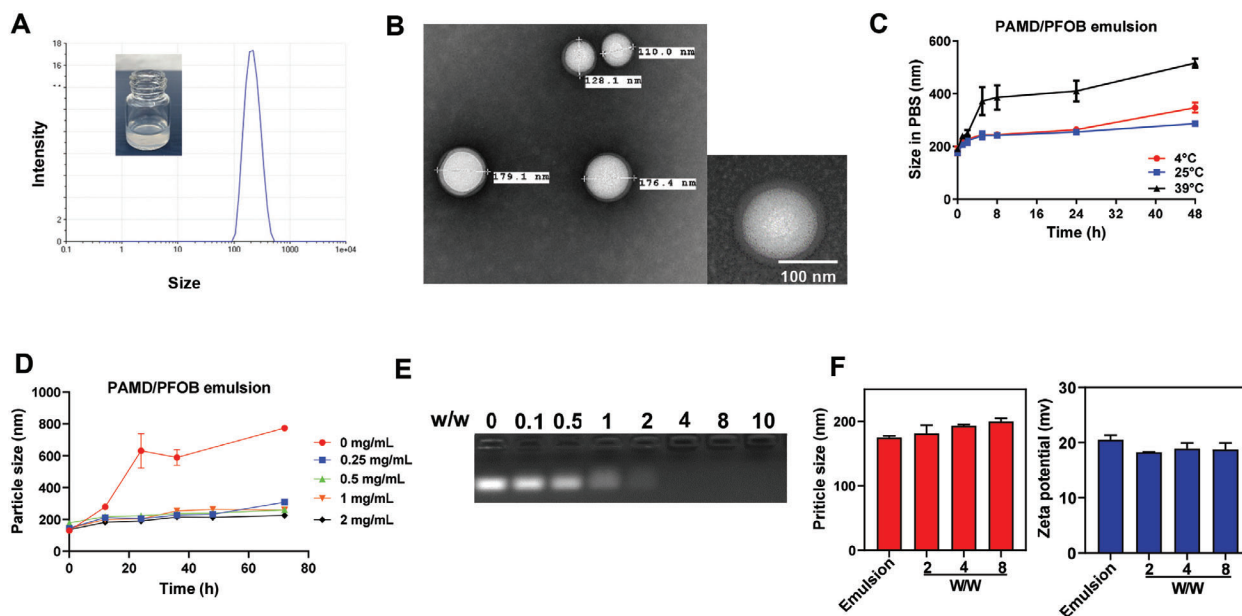 A
18
16
2
0
0.1
1
10
100
1000
1e+04
Intensity
Size
B
110.0 nm
128.1 nm
179.1 nm
176.4 nm
100 nm
C
PAMD/PFOB emulsion
600
400
200
0
Size in PBS (nm)
0 8 16 24 32 40 48
Time (h)
4°C
25°C
39°C
D
PAMD/PFOB emulsion
1000
800
600
400
200
0
Particle size (nm)
0 20 40 60 80
Time (h)
0 mg/mL
0.25 mg/mL
0.5 mg/mL
1 mg/mL
2 mg/mL
E
w/w 0 0.1 0.5 1 2 4 8 10
F
200
100
0
Priticle size (nm)
Emulsion 2 4 8
W/W
30
20
10
0
Zeta potential (mv)
Emulsion 2 4 8
W/W